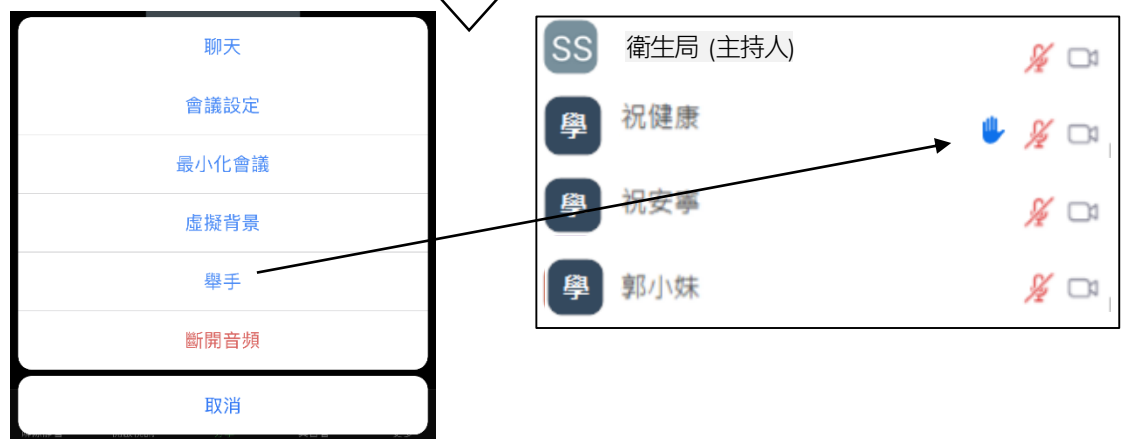 聊天
會議設定
最小化會議
虛擬背景
舉手
斷開音頻
取消
SS 衛生局 (主持人)
學 祝健康
學 祝安寧
學 郭小妹